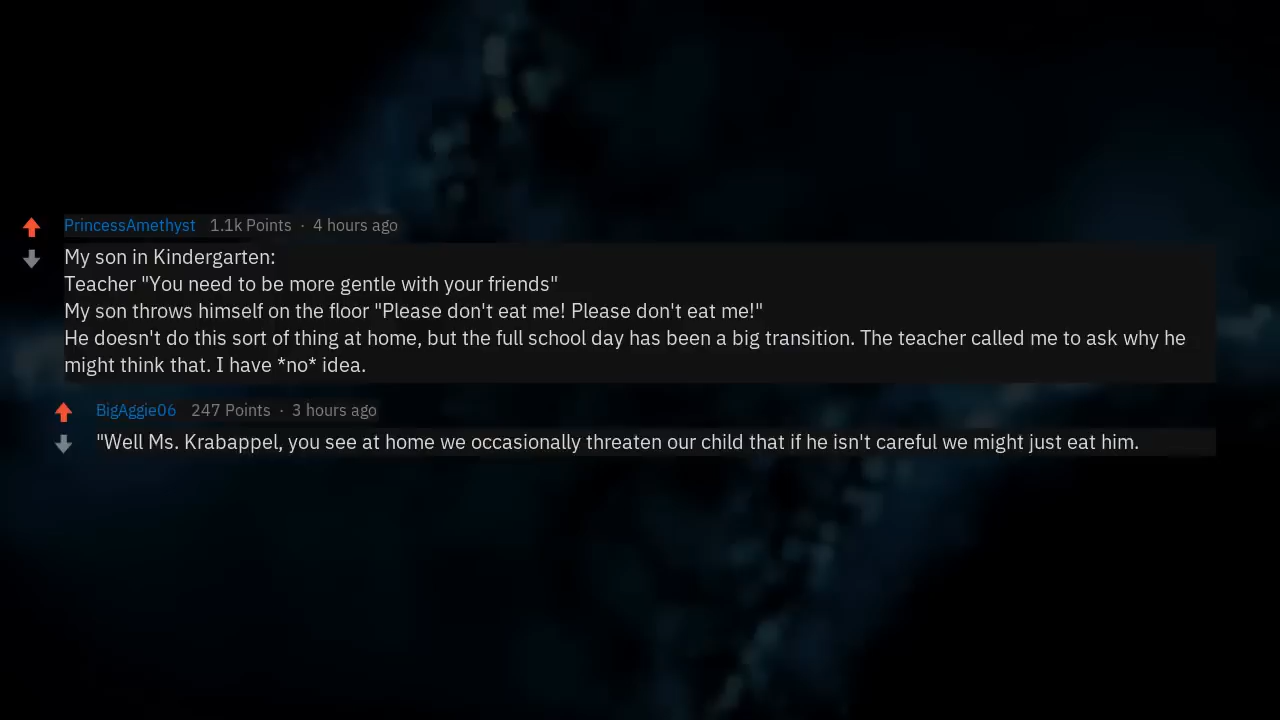 PrincessAmethyst 1.1k Points · 4 hours ago
My son in Kindergarten:
Teacher "You need to be more gentle with your friends"
My son throws himself on the floor "Please don't eat me! Please don't eat me!"
He doesn't do this sort of thing at home, but the full school day has been a big transition. The teacher called me to ask why he
might think that. I have *no* idea.
BigAggie06 247 Points · 3 hours ago
"Well Ms. Krabappel, you see at home we occasionally threaten our child that if he isn't careful we might just eat him.